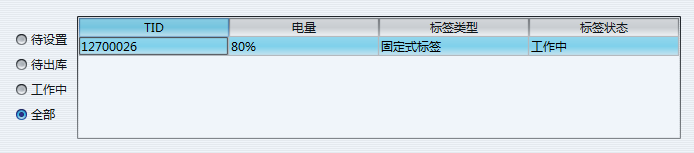 TID 电量 标签类型 标签状态
12700026 80% 固定式标签 工作中
待设置
待出库
工作中
全部